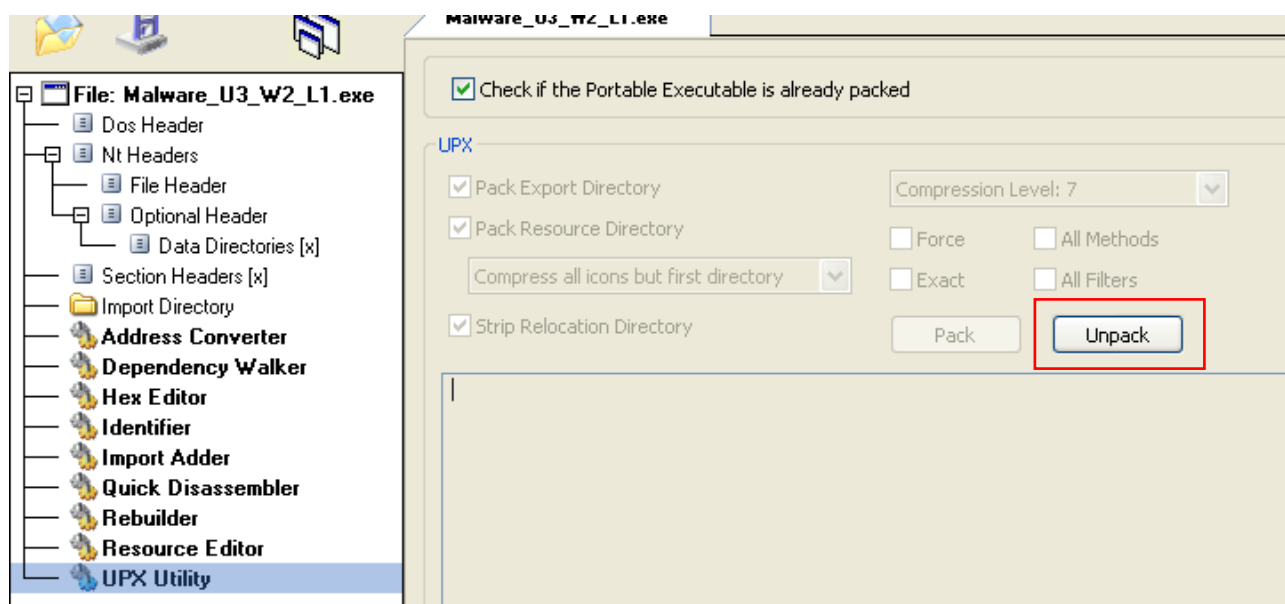 Malware_U3_W2_L1.exe
File: Malware_U3_W2_L1.exe
Dos Header
Nt Headers
File Header
Optional Header
Data Directories [x]
Section Headers [x]
Import Directory
Address Converter
Dependency Walker
Hex Editor
Identifier
Import Adder
Quick Disassembler
Rebuilder
Resource Editor
UPX Utility
Check if the Portable Executable is already packed
UPX
Pack Export Directory
Compression Level: 7
Pack Resource Directory
Force
All Methods
Compress all icons but first directory
Exact
All Filters
Strip Relocation Directory
Pack
Unpack